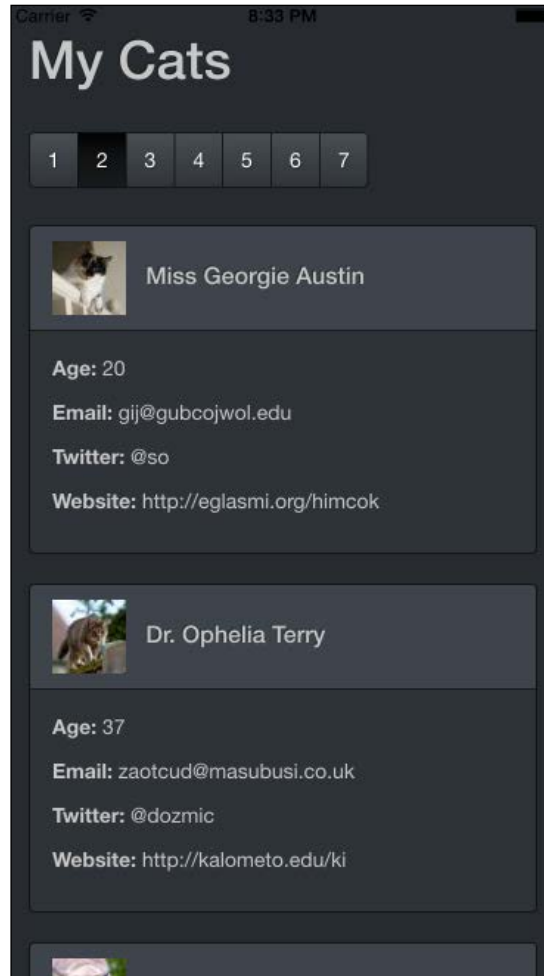 Carrier 8:33 PM
My Cats
1 2 3 4 5 6 7
Miss Georgie Austin
Age: 20
Email: gij@gubcojwol.edu
Twitter: @so
Website: http://eglasmi.org/himcok
Dr. Ophelia Terry
Age: 37
Email: zaotcud@masubusi.co.uk
Twitter: @dozmic
Website: http://kalometo.edu/ki